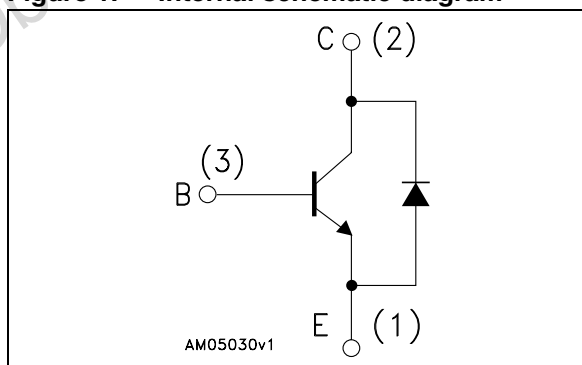 Figure 1. Internal schematic diagram
C (2)
(3)
B
E (1)
AM05030v1